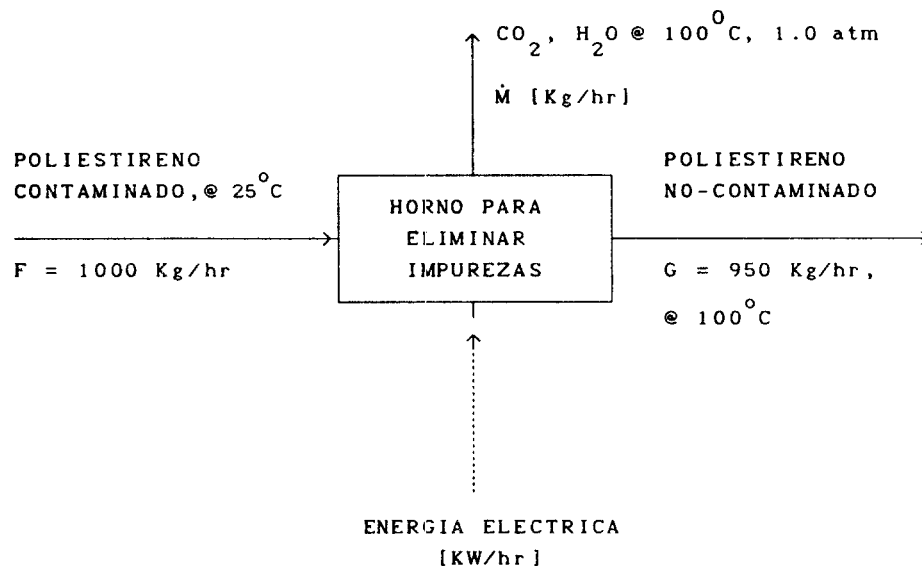 CO2, H2O @ 100°C, 1.0 atm
Ṁ [Kg/hr]
POLIESTIRENO
CONTAMINADO, @ 25°C
F = 1000 Kg/hr
HORNO PARA
ELIMINAR
IMPUREZAS
POLIESTIRENO
NO-CONTAMINADO
G = 950 Kg/hr,
@ 100°C
ENERGIA ELECTRICA
[KW/hr]